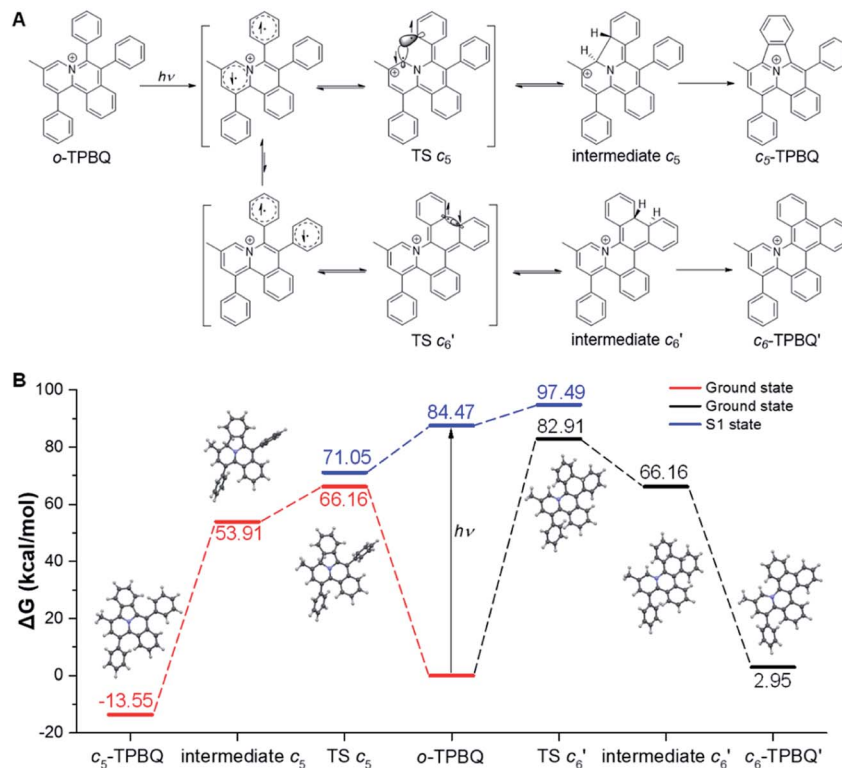 A
o-TPBQ
hν
TS c5
intermediate c5
c5-TPBQ
TS c6'
intermediate c6'
c6-TPBQ'
B
ΔG (kcal/mol)
100
80
60
40
20
0
-20
Ground state
Ground state
S1 state
-13.55
53.91
71.05
66.16
84.47
hν
97.49
82.91
66.16
2.95
c5-TPBQ
intermediate c5
TS c5
o-TPBQ
TS c6'
intermediate c6'
c6-TPBQ'